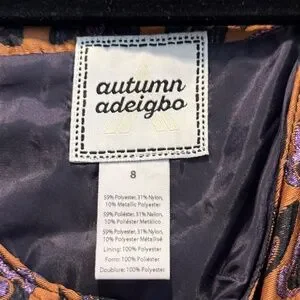 autumn
adeigbo
8
59% Polyester, 31% Nylon,
10% Metallic Polyester
59% Poliéster, 31% Nailon,
10% Poliéster Metálico
59% Polyester, 31% Nylon,
10% Polyester Métallisé
Lining: 100% Polyester
Forro: 100% Poliéster
Doublure: 100% Polyester